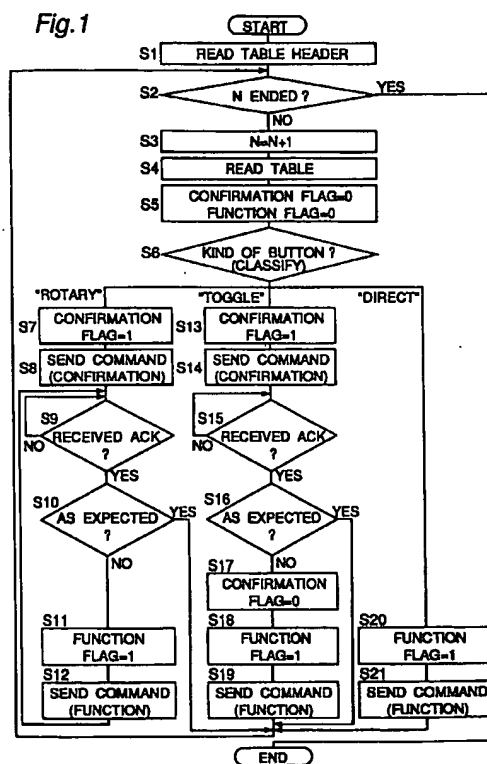 Fig.1
START
S1 READ TABLE HEADER
S2 N ENDED ? YES
NO
S3 N=N+1
S4 READ TABLE
S5 CONFIRMATION FLAG=0
FUNCTION FLAG=0
S6 KIND OF BUTTON ?
(CLASSIFY)
"ROTARY" "TOGGLE" "DIRECT"
S7 CONFIRMATION
FLAG=1
S13 CONFIRMATION
FLAG=1
S8 SEND COMMAND
(CONFIRMATION)
S14 SEND COMMAND
(CONFIRMATION)
S9 RECEIVED ACK
?
NO
YES
S15 RECEIVED ACK
?
NO
YES
S10 AS EXPECTED
?
YES
NO
S16 AS EXPECTED
?
YES
NO
S17 CONFIRMATION
FLAG=0
S11 FUNCTION
FLAG=1
S18 FUNCTION
FLAG=1
S20 FUNCTION
FLAG=1
S12 SEND COMMAND
(FUNCTION)
S19 SEND COMMAND
(FUNCTION)
S21 SEND COMMAND
(FUNCTION)
END